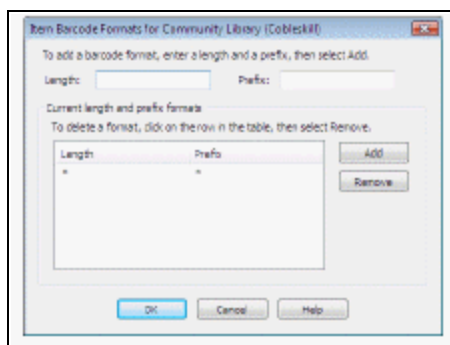 Item Barcode Formats for Community Library (Cobleskill)
To add a barcode format, enter a length and a prefix, then select Add.
Length: Prefix:
Current length and prefix formats
To delete a format, click on the row in the table, then select Remove.
Length Prefix
* *
Add
Remove
OK Cancel Help